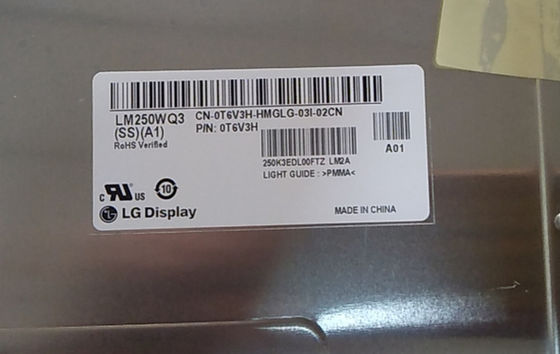 LM250WQ3 CN-0T6V3H-HMGLG-03I-02CN
(SS)(A1) P/N: 0T6V3H
RoHS Verified
A01
250K3EDL00FTZ LM2A
LIGHT GUIDE : >PMMA<
c RU US 10
LG Display
MADE IN CHINA